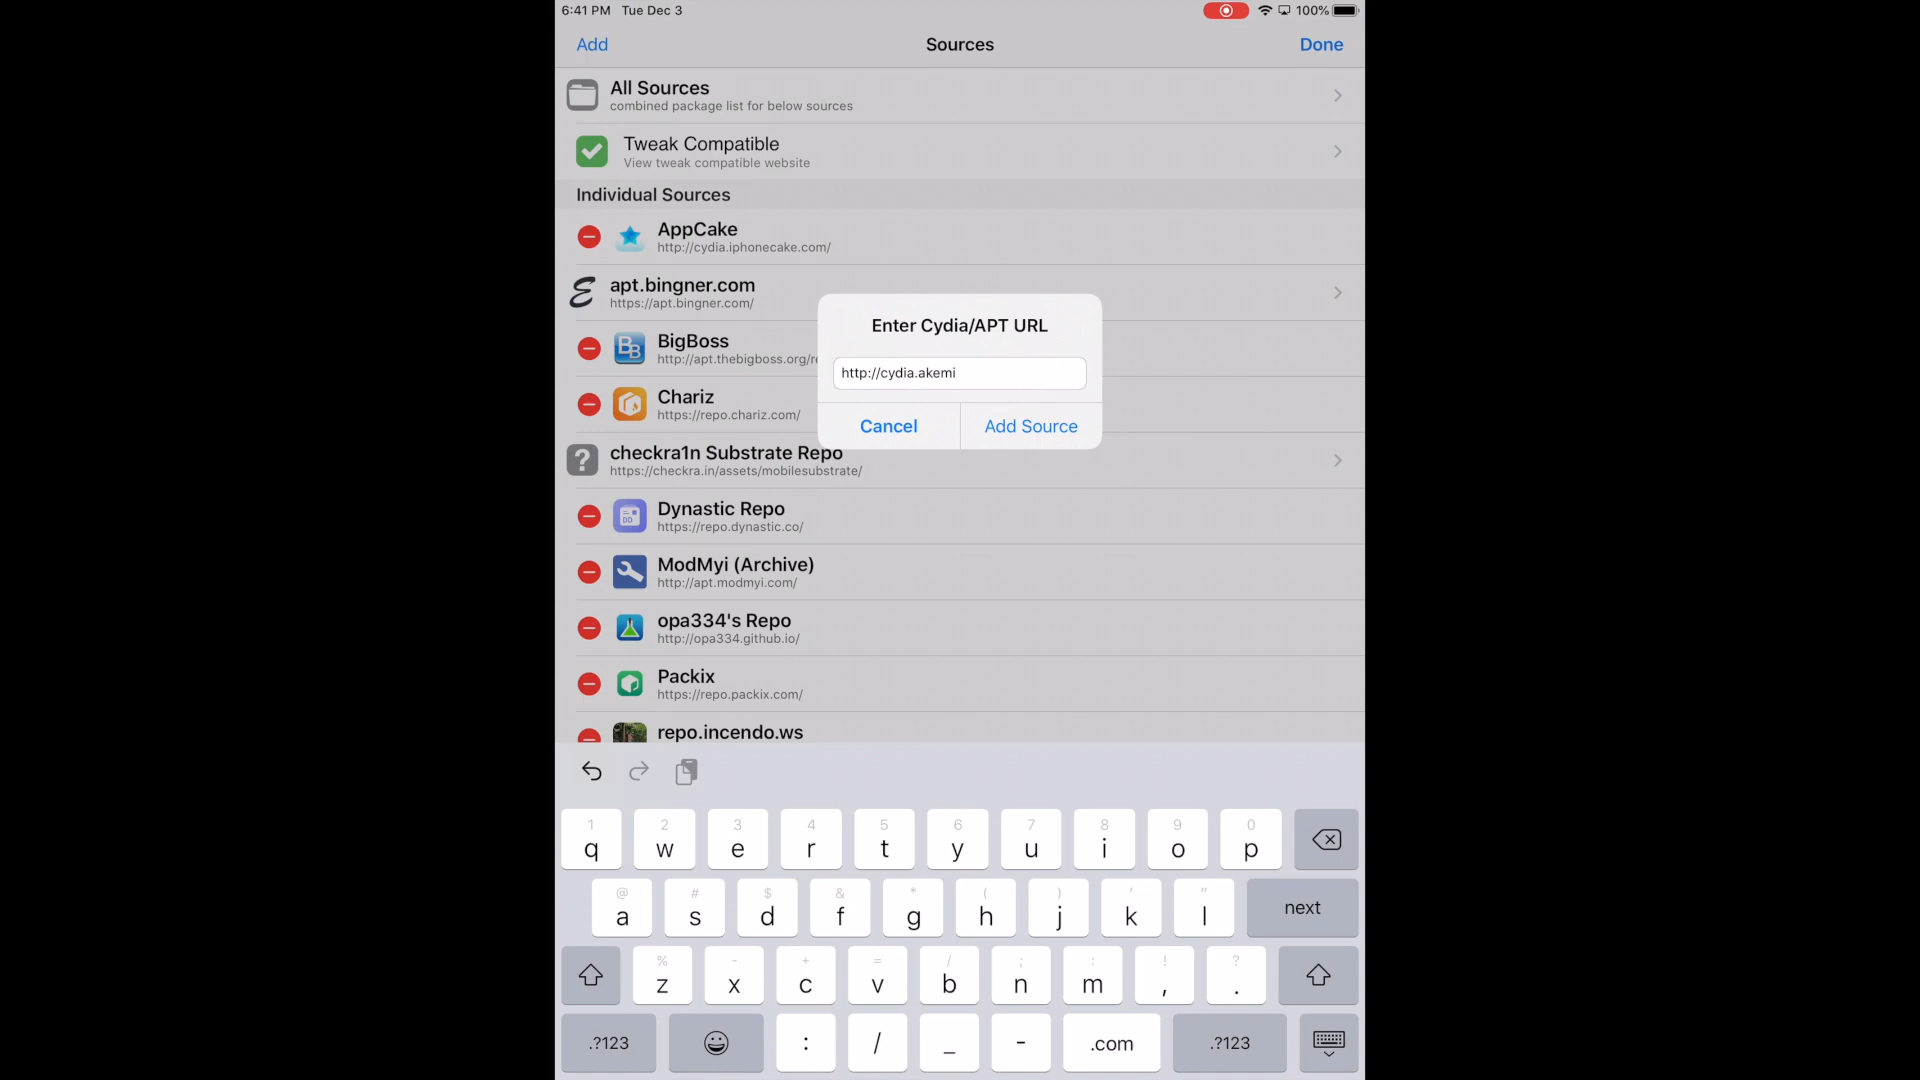 6:41 PM Tue Dec 3
100%
Add
Sources
Done
All Sources
combined package list for below sources
Tweak Compatible
View tweak compatible website
Individual Sources
AppCake
http://cydia.iphonecake.com/
apt.bingner.com
https://apt.bingner.com/
BB
BigBoss
http://apt.thebigboss.org/re
Chariz
https://repo.chariz.com/
Enter Cydia/APT URL
http://cydia.akemi
Cancel
Add Source
?
checkra1n Substrate Repo
https://checkra.in/assets/mobilesubstrate/
DD
Dynastic Repo
https://repo.dynastic.co/
ModMyi (Archive)
http://apt.modmyi.com/
opa334's Repo
http://opa334.github.io/
Packix
https://repo.packix.com/
repo.incendo.ws
1 2 3 4 5 6 7 8 9 0
q w e r t y u i o p
@ # $ & * ( ) ' "
a s d f g h j k l next
% - + = / ; : ! ?
z x c v b n m , .
.?123 : / _ - .com .?123